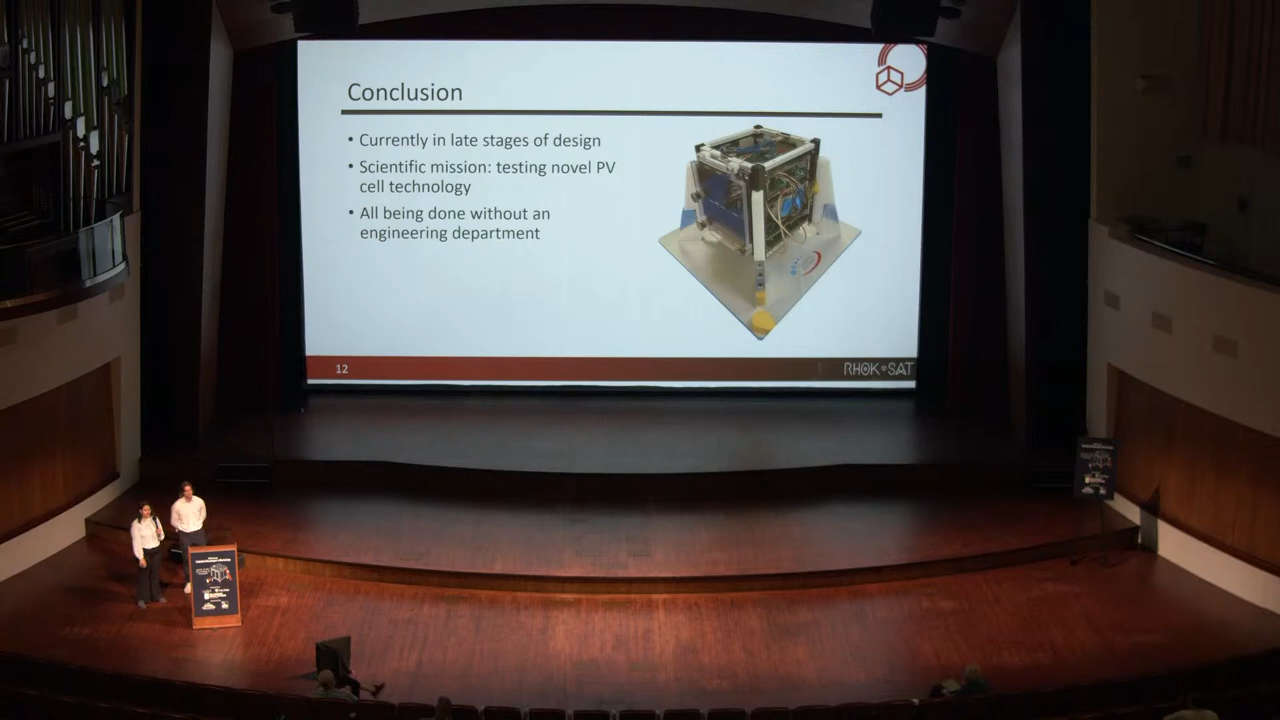 Conclusion
• Currently in late stages of design
• Scientific mission: testing novel PV
cell technology
• All being done without an
engineering department
12
RHOK SAT